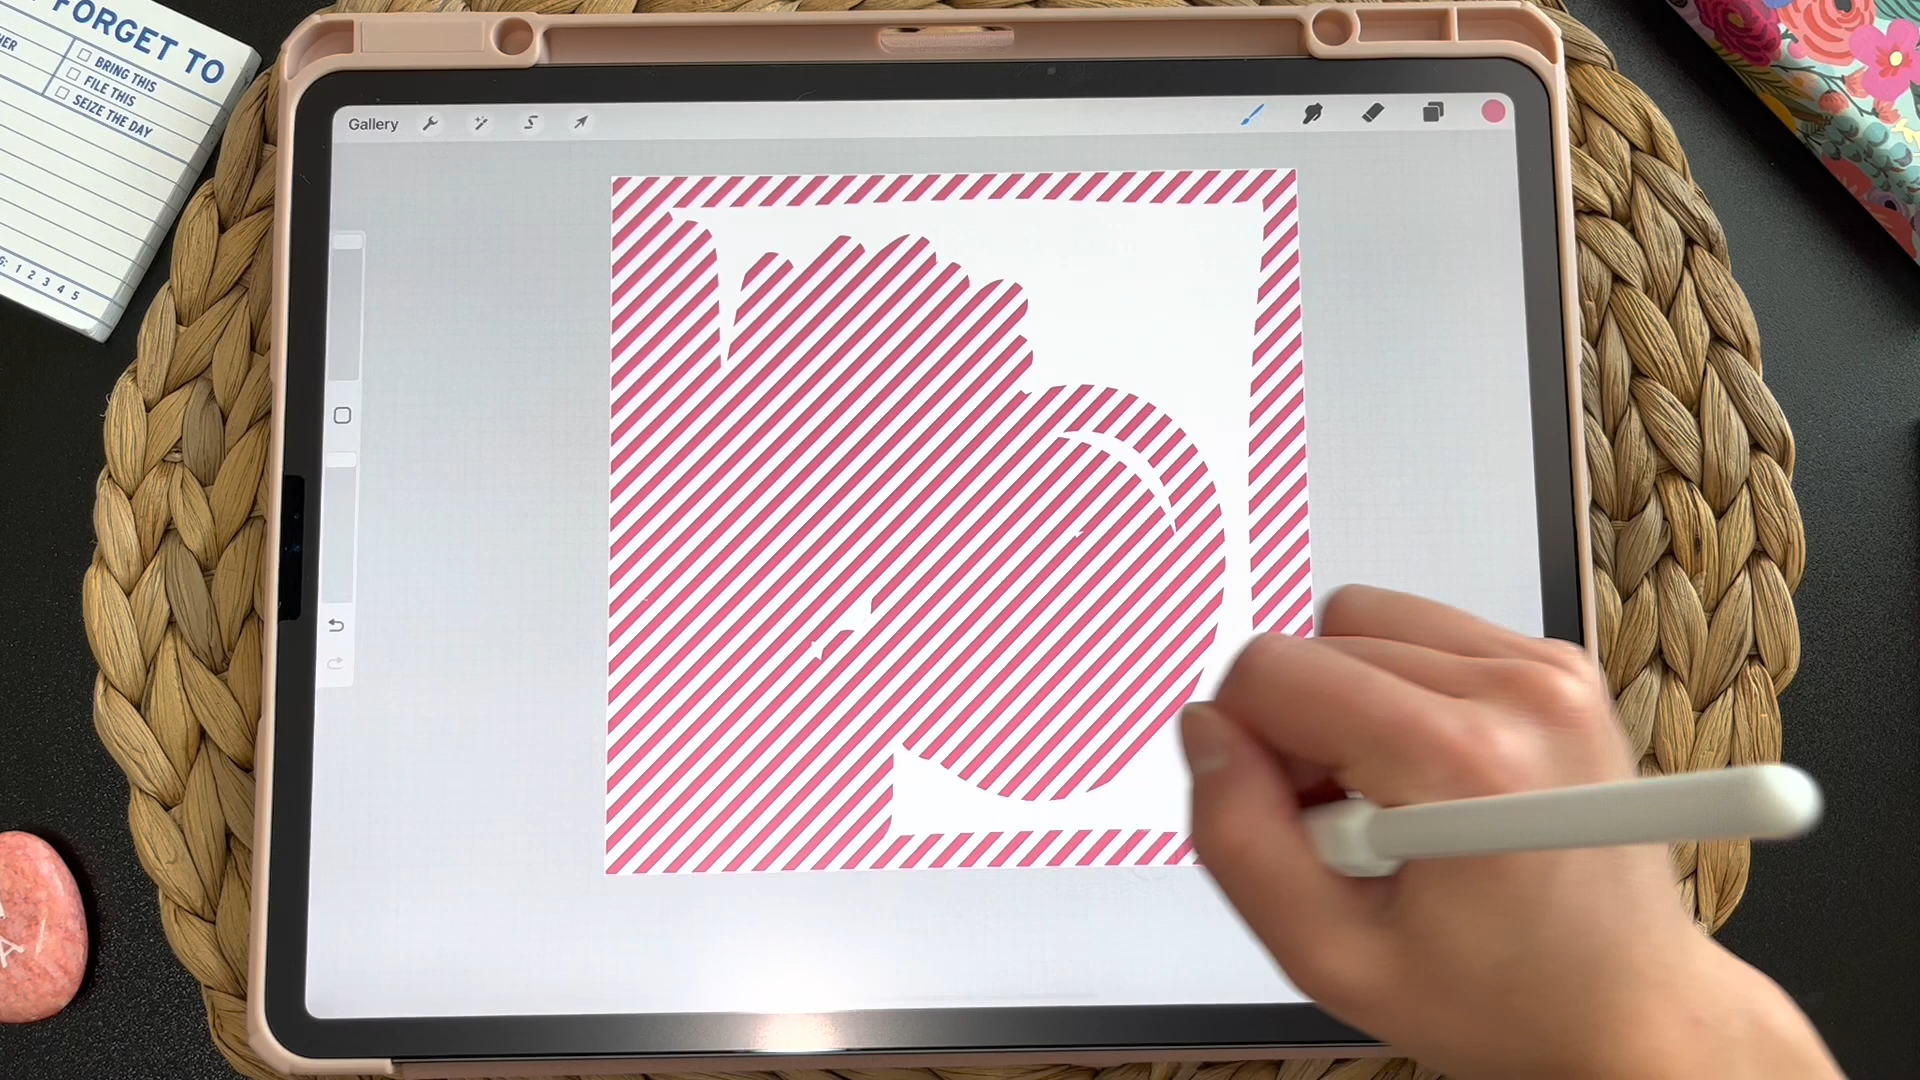 FORGET TO
BRING THIS
FILE THIS
SEIZE THE DAY
1 2 3 4 5
Gallery
A